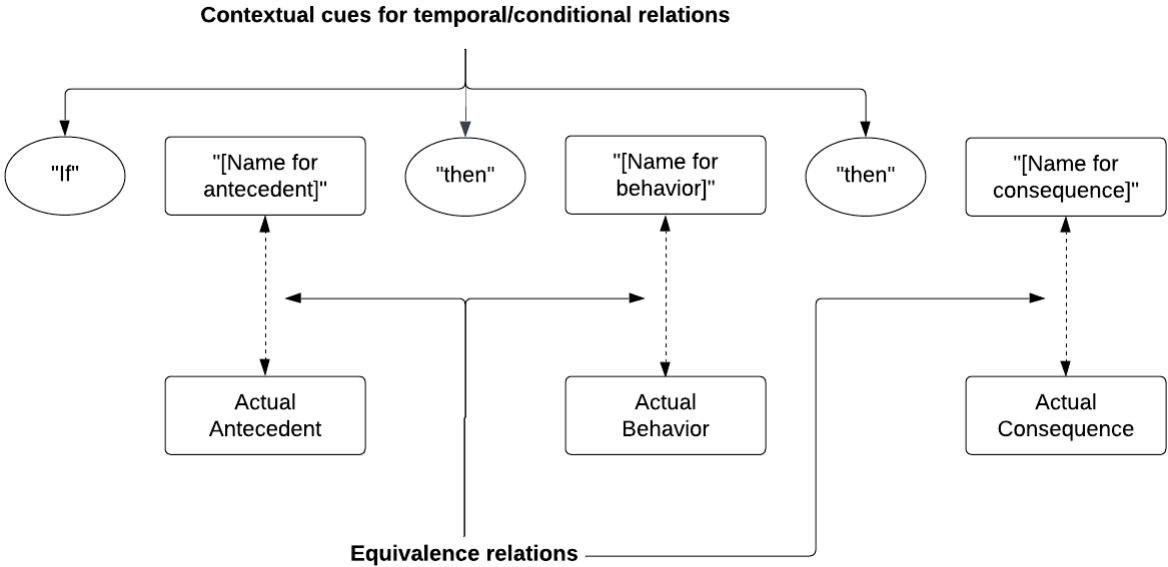 Contextual cues for temporal/conditional relations
"If"
"[Name for
antecedent]"
"then"
"[Name for
behavior]"
"then"
"[Name for
consequence]"
Actual
Antecedent
Actual
Behavior
Actual
Consequence
Equivalence relations